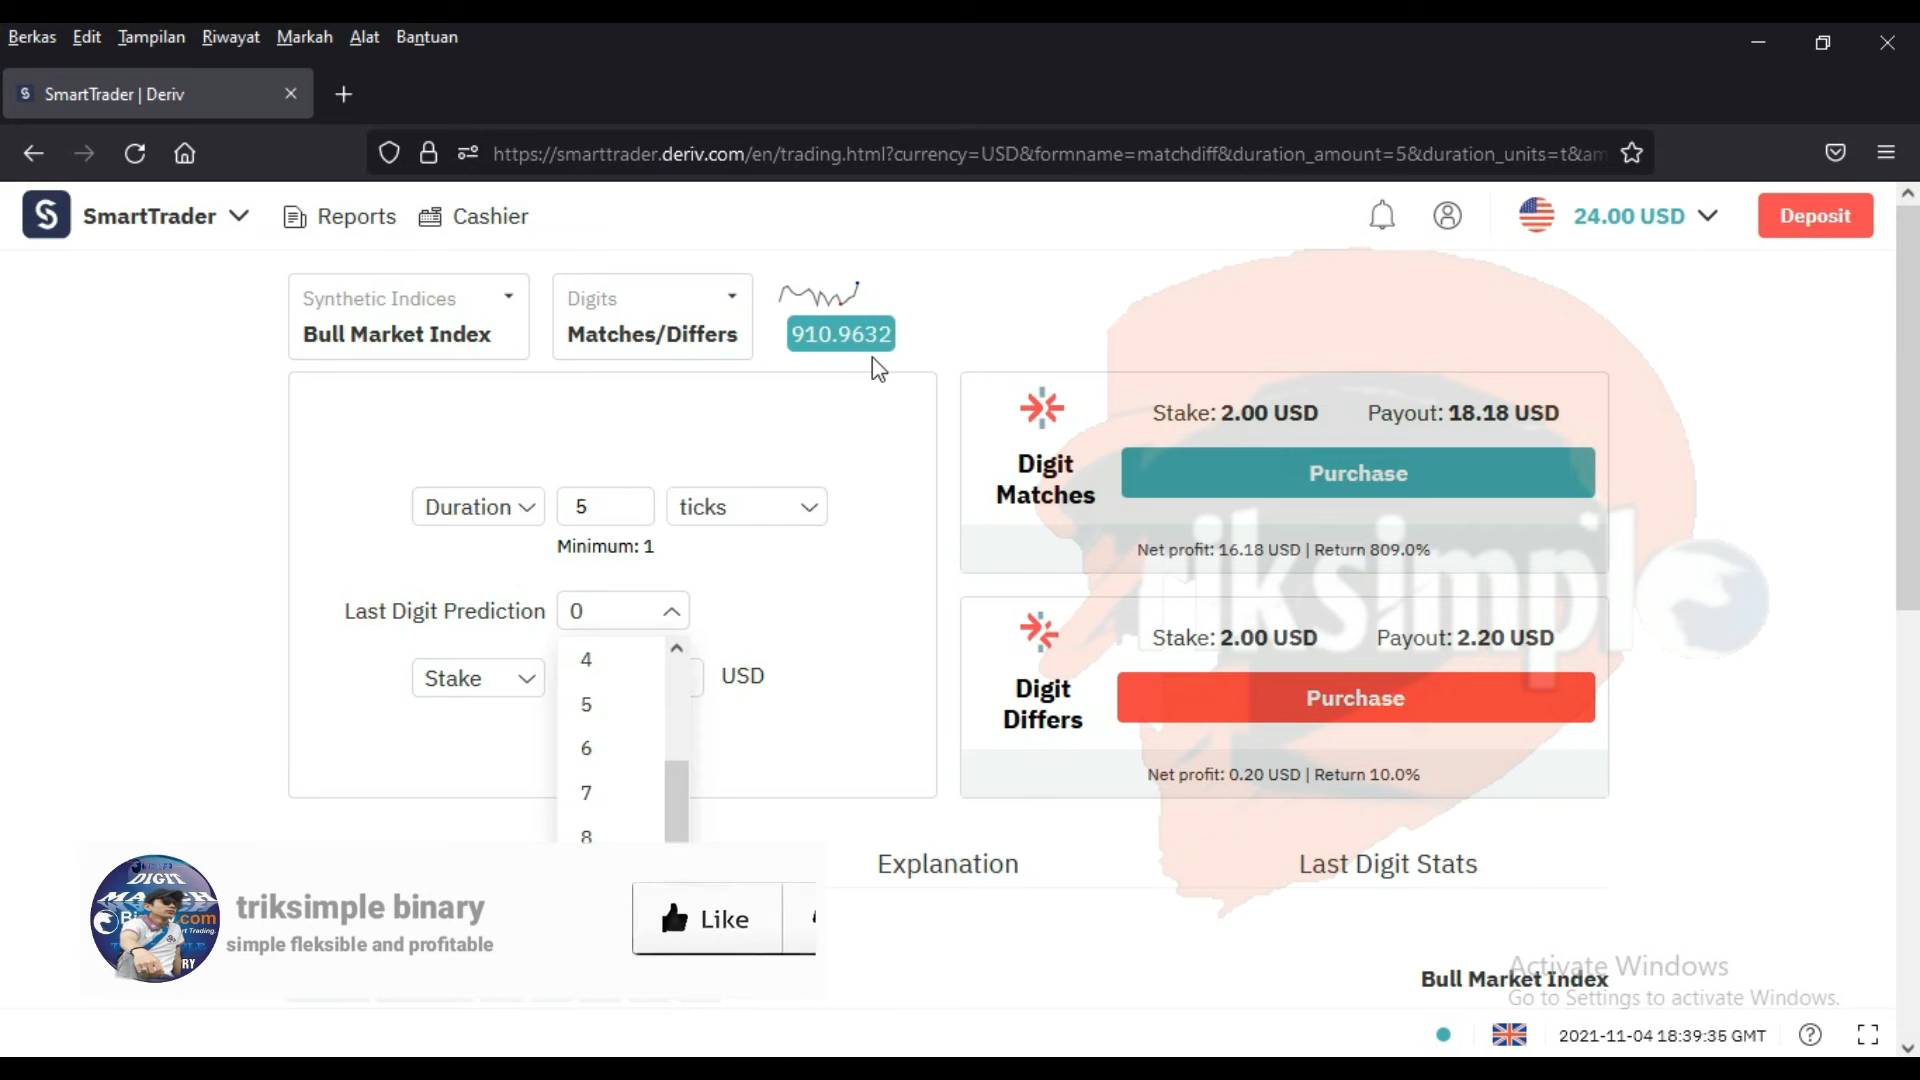 Berkas Edit Tampilan Riwayat Markah Alat Bantuan
SmartTrader | Deriv
https://smarttrader.deriv.com/en/trading.html?currency=USD&formname=matchdiff&duration_amount=5&duration_units=t&am
SmartTrader Reports Cashier 24.00 USD Deposit
Synthetic Indices
Bull Market Index
Digits
Matches/Differs
910.9632
Duration 5 ticks
Minimum: 1
Last Digit Prediction 0
4
5
6
7
8
Stake USD
Digit Matches
Stake: 2.00 USD Payout: 18.18 USD
Purchase
Net profit: 16.18 USD | Return 809.0%
Digit Differs
Stake: 2.00 USD Payout: 2.20 USD
Purchase
Net profit: 0.20 USD | Return 10.0%
triksimpl
Explanation Last Digit Stats
DIGIT
triksimple binary
simple fleksible and profitable
Like
Bull Market Index
Activate Windows
Go to Settings to activate Windows.
2021-11-04 18:39:35 GMT